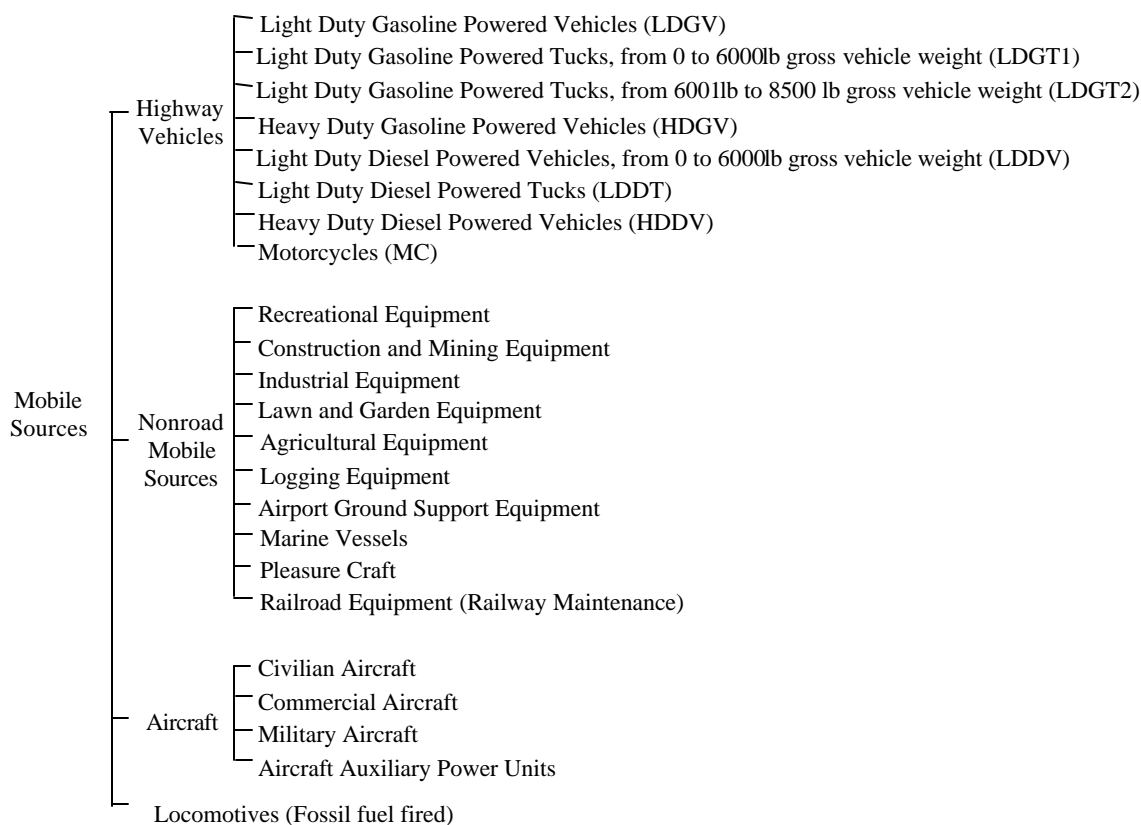 Mobile
Sources
Highway
Vehicles
Light Duty Gasoline Powered Vehicles (LDGV)
Light Duty Gasoline Powered Tucks, from 0 to 6000lb gross vehicle weight (LDGT1)
Light Duty Gasoline Powered Tucks, from 6001lb to 8500 lb gross vehicle weight (LDGT2)
Heavy Duty Gasoline Powered Vehicles (HDGV)
Light Duty Diesel Powered Vehicles, from 0 to 6000lb gross vehicle weight (LDDV)
Light Duty Diesel Powered Tucks (LDDT)
Heavy Duty Diesel Powered Vehicles (HDDV)
Motorcycles (MC)
Nonroad
Mobile
Sources
Recreational Equipment
Construction and Mining Equipment
Industrial Equipment
Lawn and Garden Equipment
Agricultural Equipment
Logging Equipment
Airport Ground Support Equipment
Marine Vessels
Pleasure Craft
Railroad Equipment (Railway Maintenance)
Aircraft
Civilian Aircraft
Commercial Aircraft
Military Aircraft
Aircraft Auxiliary Power Units
Locomotives (Fossil fuel fired)